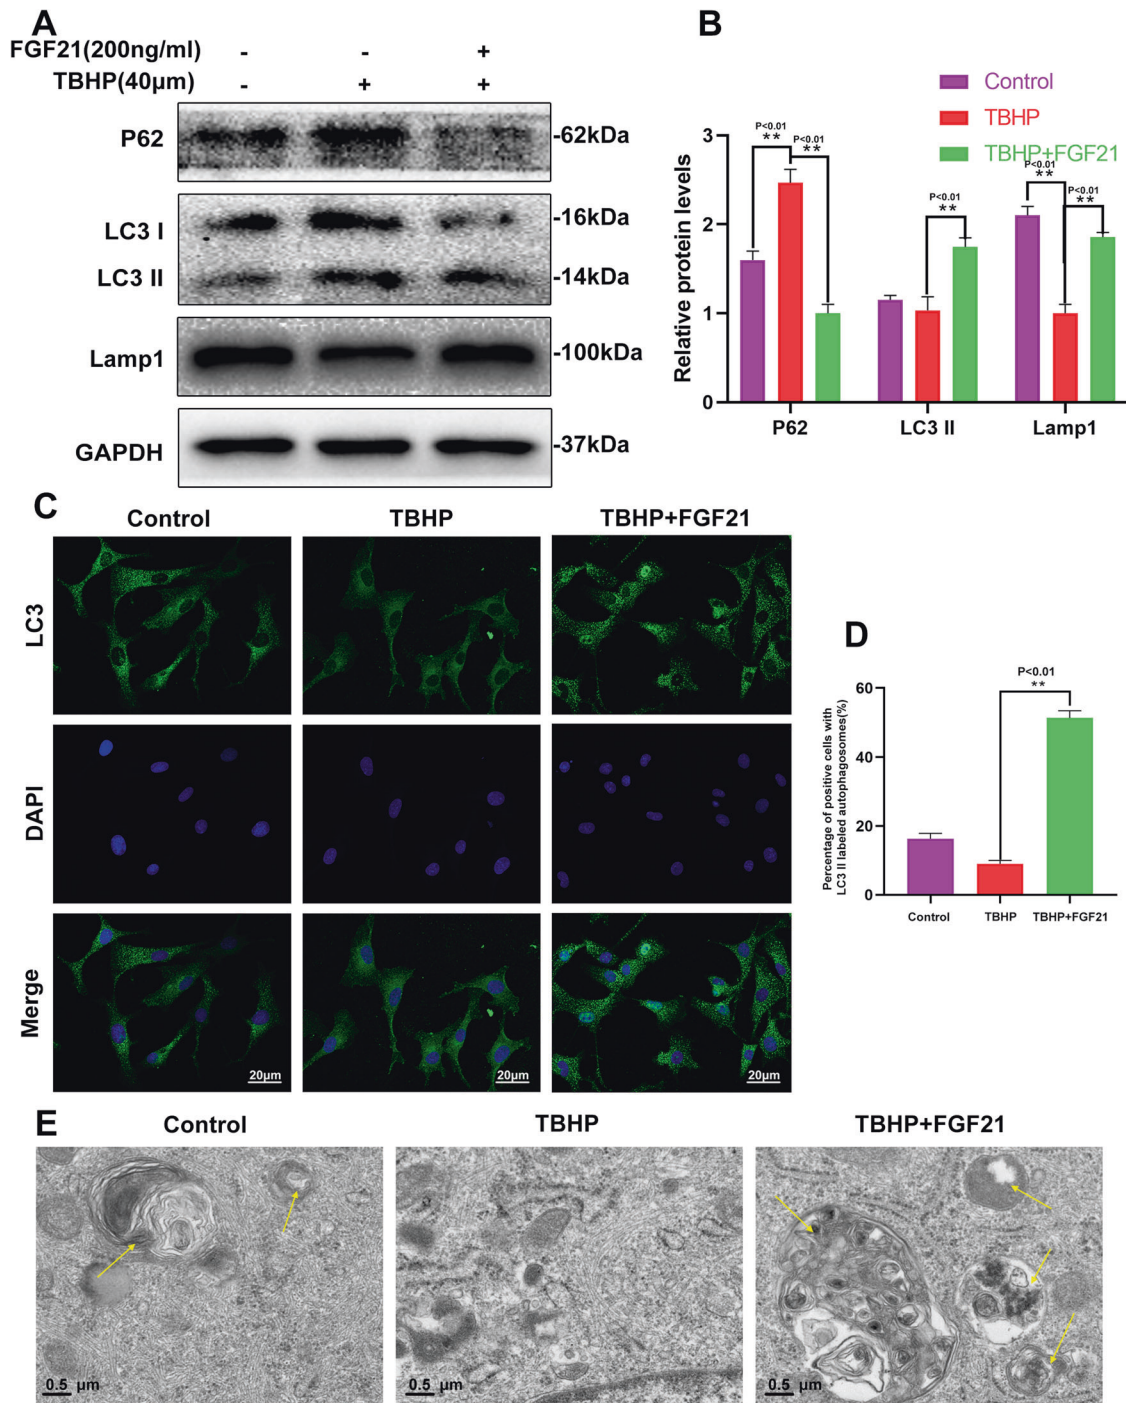 A
FGF21(200ng/ml) - - +
TBHP(40μm) - + +
P62 -62kDa
LC3 I -16kDa
LC3 II -14kDa
Lamp1 -100kDa
GAPDH -37kDa
B
Control
TBHP
TBHP+FGF21
Relative protein levels
3
2
1
0
P<0.01
**
P<0.01
**
P<0.01
**
P<0.01
**
P<0.01
**
P62 LC3 II Lamp1
C
Control TBHP TBHP+FGF21
LC3
DAPI
Merge
20μm 20μm 20μm
D
Percentage of positive cells with
LC3 II labeled autophagosomes(%)
60
40
20
0
P<0.01
**
Control TBHP TBHP+FGF21
E
Control TBHP TBHP+FGF21
0.5 μm 0.5 μm 0.5 μm